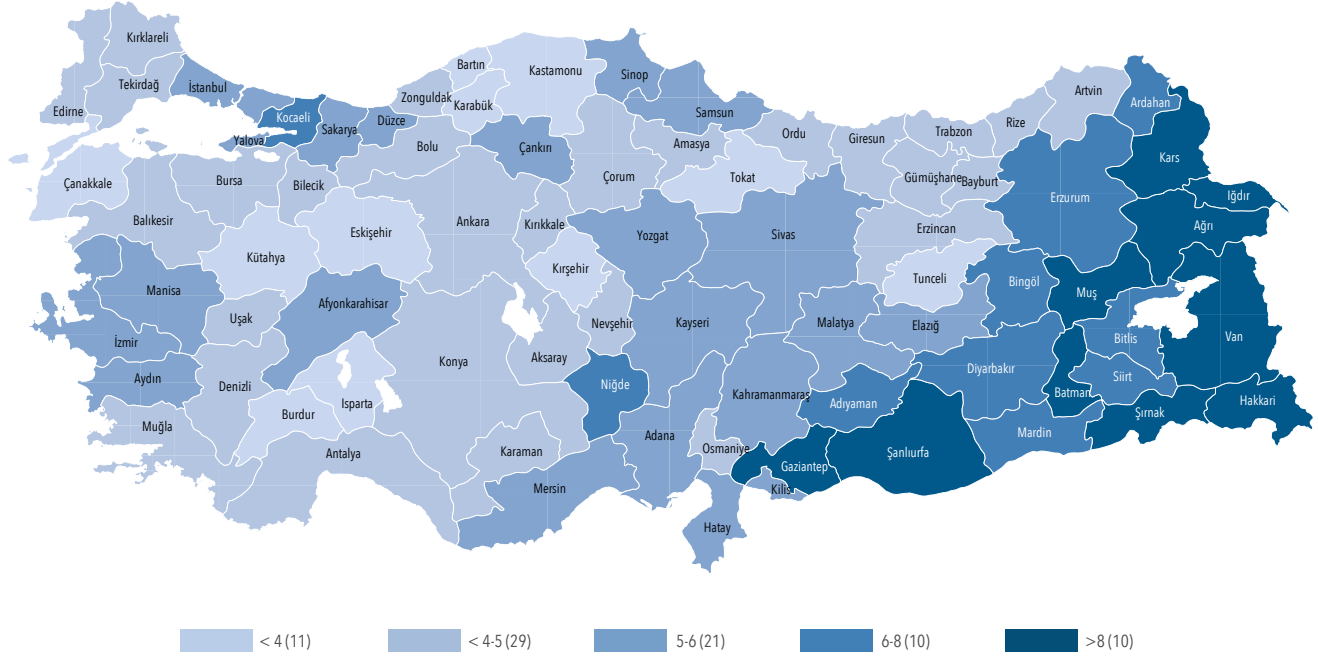 Kırklareli
Tekirdağ
Edirne
İstanbul
Kocaeli
Yalova
Sakarya
Düzce
Zonguldak
Bartın
Karabük
Kastamonu
Sinop
Samsun
Çankırı
Bolu
Çorum
Amasya
Ordu
Tokat
Giresun
Trabzon
Gümüşhane
Bayburt
Rize
Artvin
Ardahan
Kars
Iğdır
Ağrı
Erzurum
Erzincan
Tunceli
Bingöl
Muş
Bitlis
Van
Hakkari
Şırnak
Siirt
Batman
Mardin
Diyarbakır
Elazığ
Malatya
Adıyaman
Şanlıurfa
Gaziantep
Kilis
Hatay
Osmaniye
Kahramanmaraş
Adana
Mersin
Karaman
Niğde
Kayseri
Sivas
Yozgat
Kırşehir
Nevşehir
Aksaray
Konya
Kırıkkale
Ankara
Eskişehir
Bilecik
Bursa
Çanakkale
Balıkesir
Kütahya
Manisa
Uşak
Afyonkarahisar
İzmir
Aydın
Denizli
Muğla
Burdur
Isparta
Antalya
< 4 (11)
< 4-5 (29)
5-6 (21)
6-8 (10)
>8 (10)